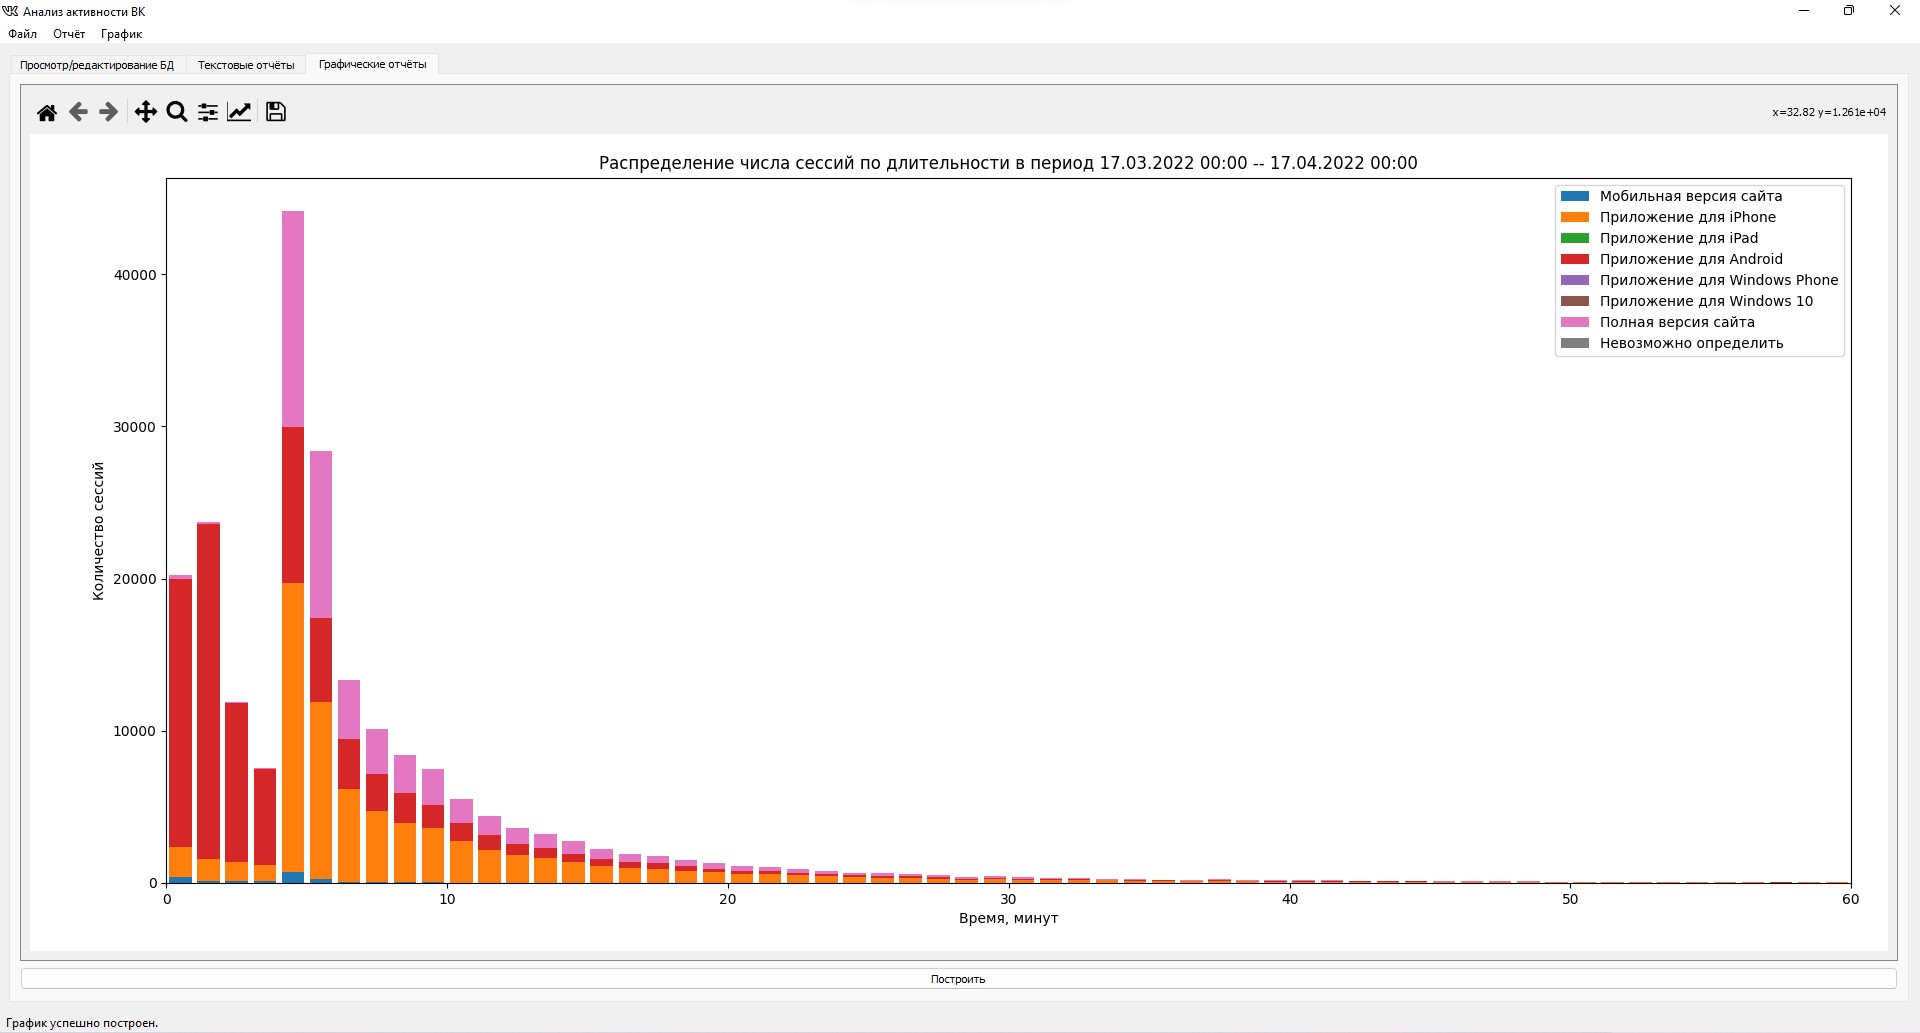 Анализ активности ВК
Файл Отчёт График
Просмотр/редактирование БД Текстовые отчёты Графические отчёты
x=32.82 y=1.261e+04
Распределение числа сессий по длительности в период 17.03.2022 00:00 -- 17.04.2022 00:00
Мобильная версия сайта
Приложение для iPhone
Приложение для iPad
Приложение для Android
Приложение для Windows Phone
Приложение для Windows 10
Полная версия сайта
Невозможно определить
Количество сессий
40000
30000
20000
10000
0
0 10 20 30 40 50 60
Время, минут
Построить
График успешно построен.